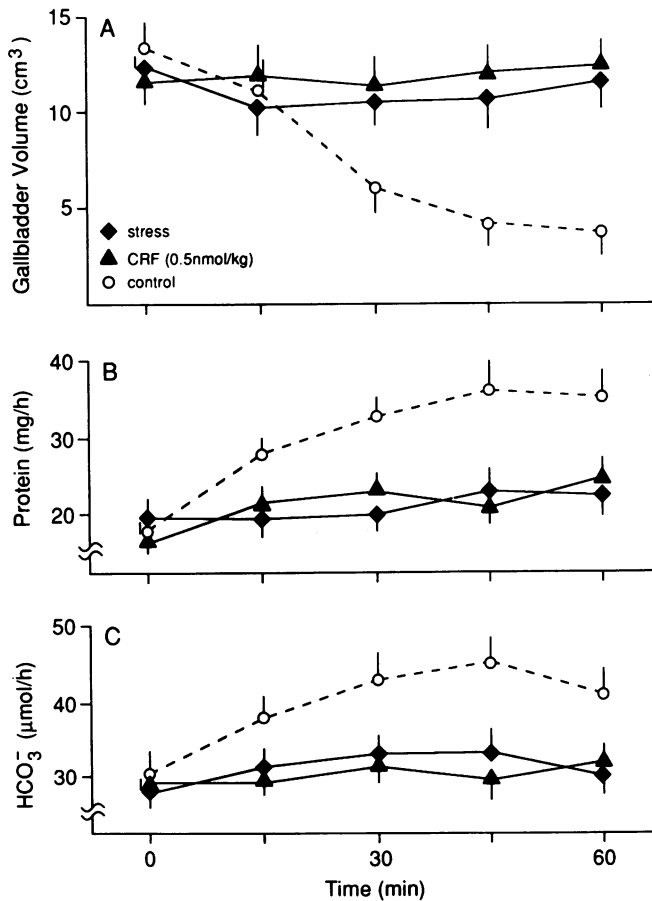 A
Gallbladder Volume (cm³)
15
10
5
stress
CRF (0.5nmol/kg)
control
B
Protein (mg/h)
40
30
20
C
HCO₃⁻ (μmol/h)
50
40
30
0 30 60
Time (min)